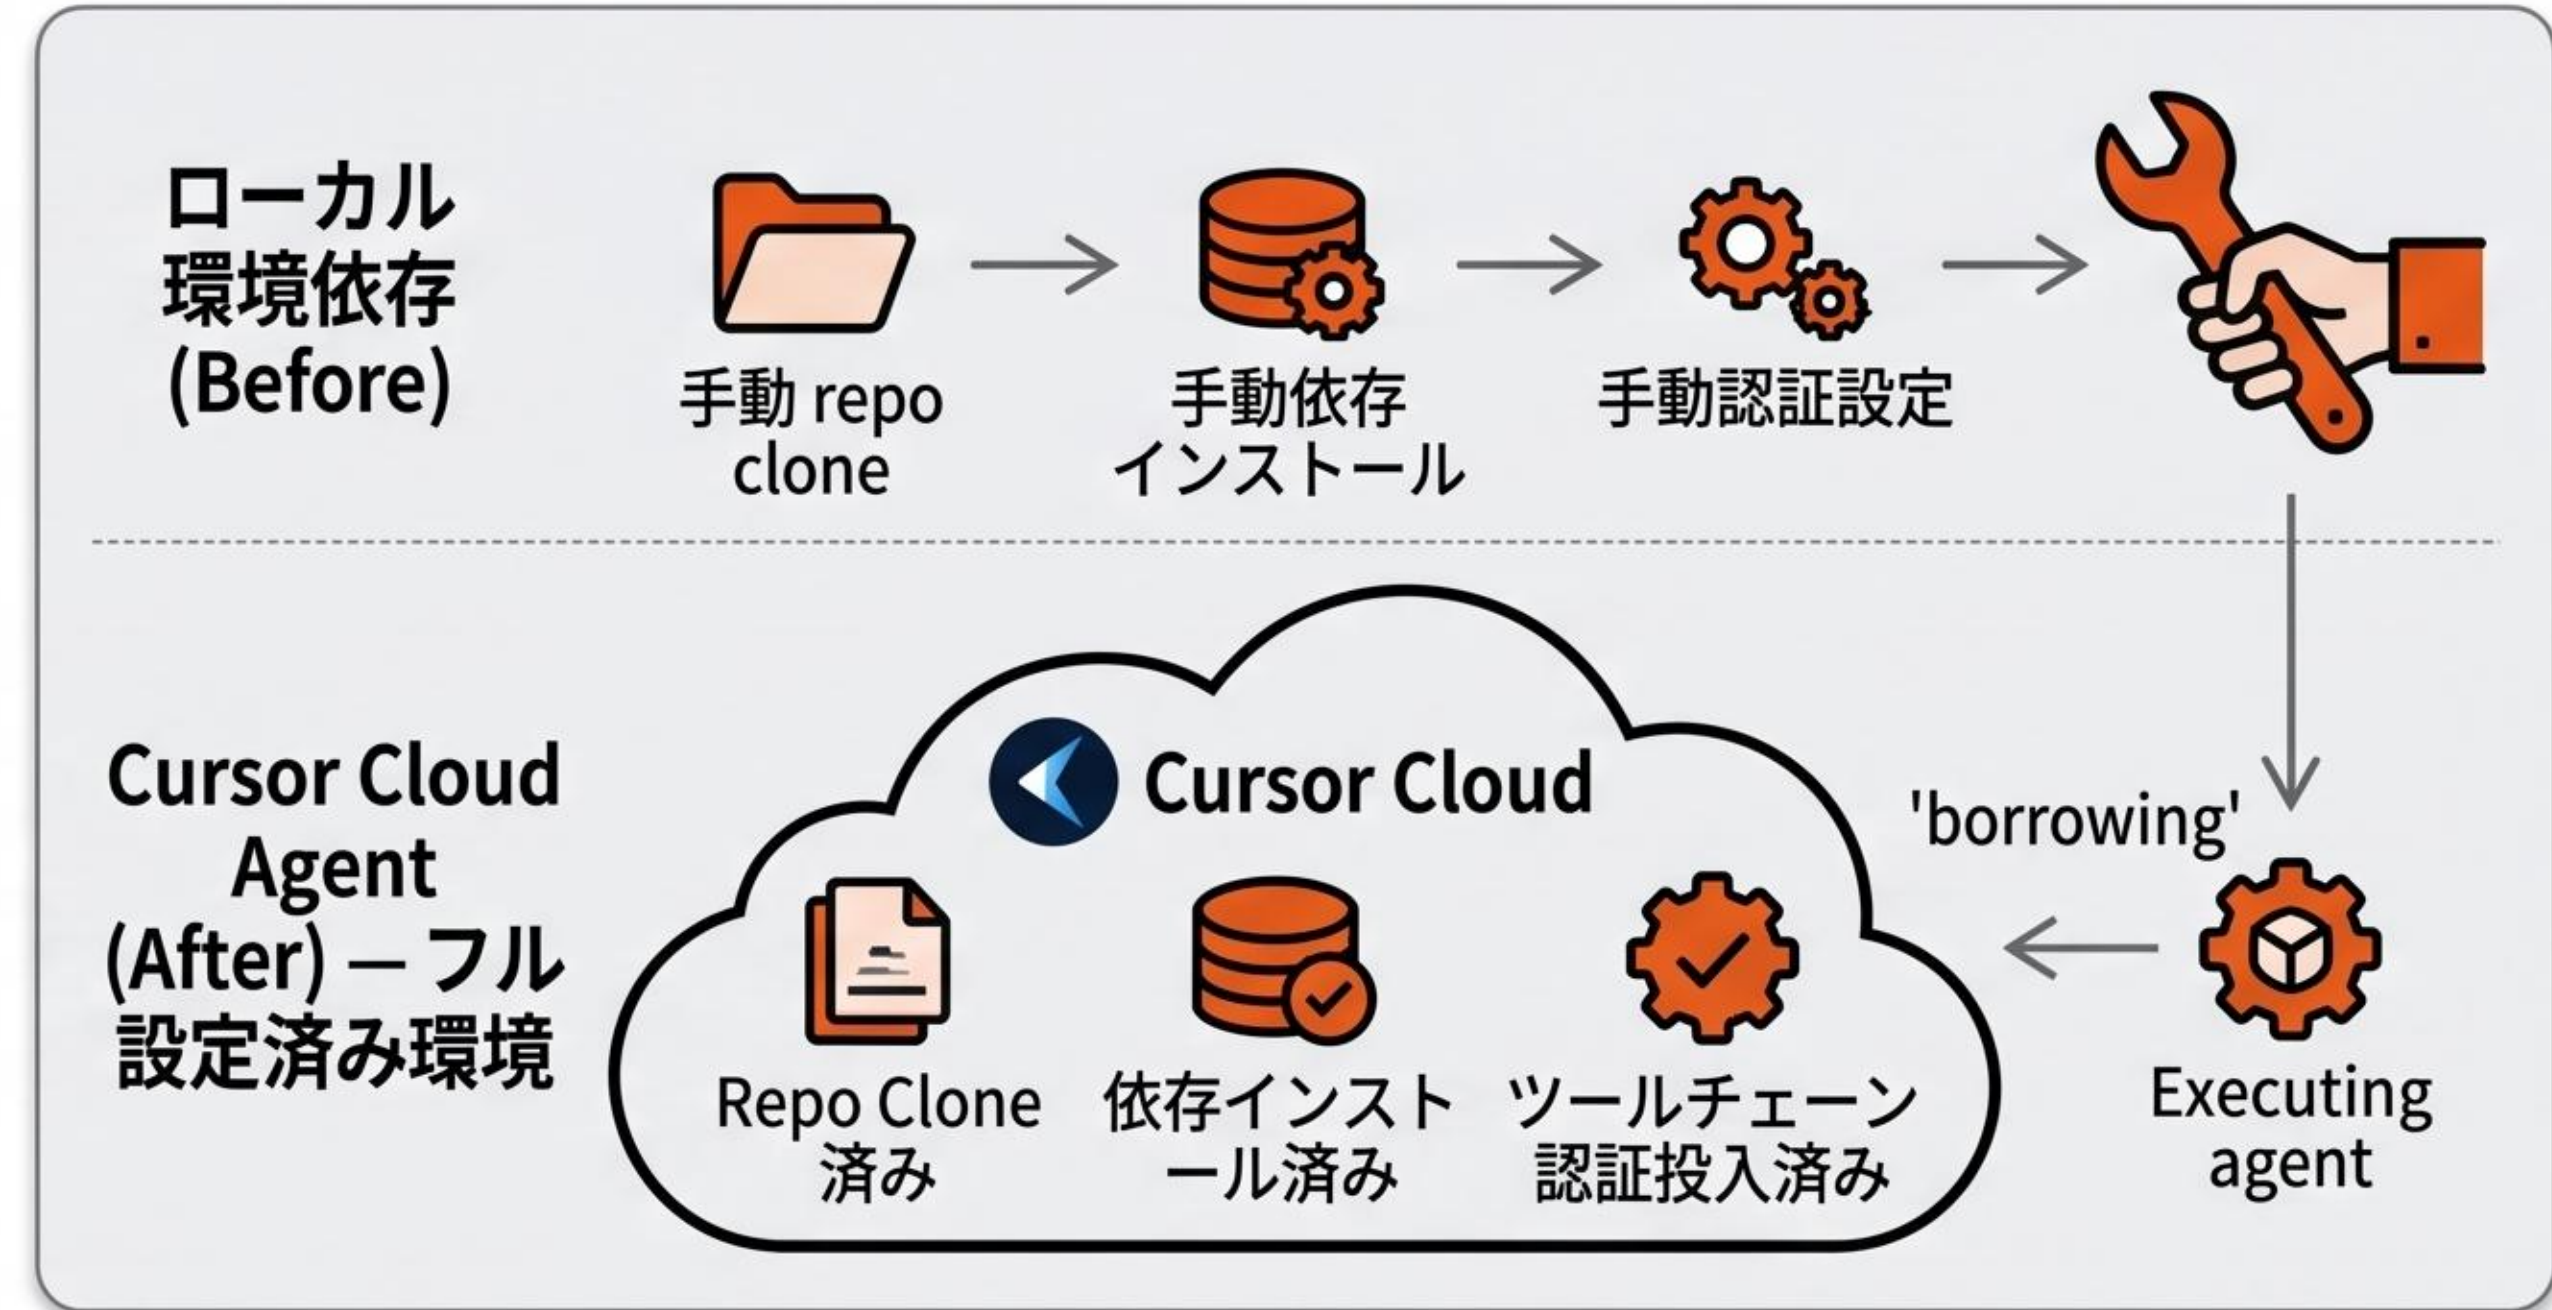 ローカル
環境依存
(Before)
手動 repo
clone
手動依存
インストール
手動認証設定
Cursor Cloud
Agent
(After) — フル
設定済み環境
Cursor Cloud
Repo Clone
済み
依存インスト
ール済み
ツールチェーン
認証投入済み
'borrowing'
Executing
agent